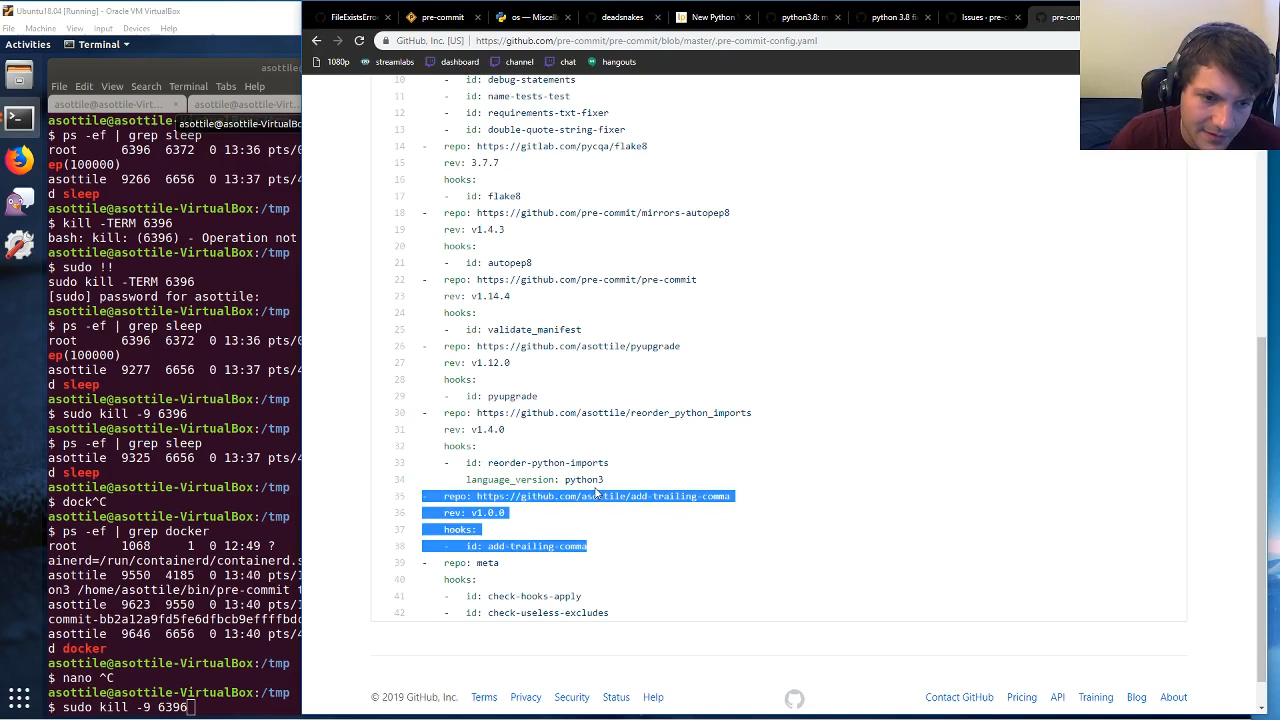 Ubuntu18.04 [Running] - Oracle VM VirtualBox
File Machine View Input Devices Help
Activities Terminal
File Edit View Search Terminal Tabs Help
asottile@asottile-Virt... × asottile@asottile-Virt...
asottile@asottile-VirtualBox
$ ps -ef | grep sleep
root 6396 6372 0 13:36 pts/
ep(100000)
asottile 9266 6656 0 13:37 pts/4
d sleep
asottile@asottile-VirtualBox:/tmp
$ kill -TERM 6396
bash: kill: (6396) - Operation not
asottile@asottile-VirtualBox:/tmp
$ sudo !!
sudo kill -TERM 6396
[sudo] password for asottile:
asottile@asottile-VirtualBox:/tmp
$ ps -ef | grep sleep
root 6396 6372 0 13:36 pts/
ep(100000)
asottile 9277 6656 0 13:37 pts/4
d sleep
asottile@asottile-VirtualBox:/tmp
$ sudo kill -9 6396
asottile@asottile-VirtualBox:/tmp
$ ps -ef | grep sleep
asottile 9325 6656 0 13:38 pts/4
d sleep
asottile@asottile-VirtualBox:/tmp
$ dock^C
asottile@asottile-VirtualBox:/tmp
$ ps -ef | grep docker
root 1068 1 0 12:49 ?
ainerd=/run/containerd/containerd.s
asottile 9550 4185 0 13:40 pts/1
on3 /home/asottile/bin/pre-commit t
asottile 9623 9550 0 13:40 pts/1
commit-bb2a12a9fd5fe6dfbcb9effffbdc
asottile 9646 6656 0 13:40 pts/4
d docker
asottile@asottile-VirtualBox:/tmp
$ nano ^C
asottile@asottile-VirtualBox:/tmp
$ sudo kill -9 6396
FileExistsErro pre-commit os — Miscell deadsnakes New Python python3.8: m python 3.8 fi Issues · pre-c pre-com
GitHub, Inc. [US] https://github.com/pre-commit/pre-commit/blob/master/.pre-commit-config.yaml
1080p streamlabs dashboard channel chat hangouts
10 - id: debug-statements
11 - id: name-tests-test
12 - id: requirements-txt-fixer
13 - id: double-quote-string-fixer
14 - repo: https://gitlab.com/pycqa/flake8
15 rev: 3.7.7
16 hooks:
17 - id: flake8
18 - repo: https://github.com/pre-commit/mirrors-autopep8
19 rev: v1.4.3
20 hooks:
21 - id: autopep8
22 - repo: https://github.com/pre-commit/pre-commit
23 rev: v1.14.4
24 hooks:
25 - id: validate_manifest
26 - repo: https://github.com/asottile/pyupgrade
27 rev: v1.12.0
28 hooks:
29 - id: pyupgrade
30 - repo: https://github.com/asottile/reorder_python_imports
31 rev: v1.4.0
32 hooks:
33 - id: reorder-python-imports
34 language_version: python3
35 - repo: https://github.com/asottile/add-trailing-comma
36 rev: v1.0.0
37 hooks:
38 - id: add-trailing-comma
39 - repo: meta
40 hooks:
41 - id: check-hooks-apply
42 - id: check-useless-excludes
© 2019 GitHub, Inc. Terms Privacy Security Status Help Contact GitHub Pricing API Training Blog About